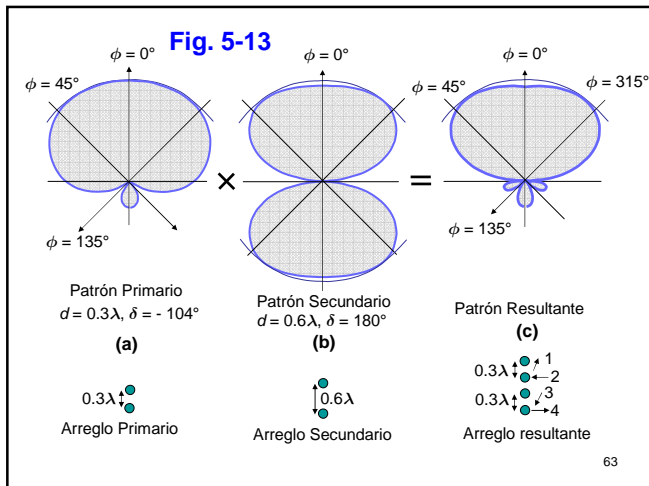 Fig. 5-13
ϕ = 0°
ϕ = 45°
ϕ = 135°
Patrón Primario
d = 0.3λ, δ = - 104°
(a)
0.3λ
Arreglo Primario
×
ϕ = 0°
Patrón Secundario
d = 0.6λ, δ = 180°
(b)
0.6λ
Arreglo Secundario
=
ϕ = 0°
ϕ = 45°
ϕ = 315°
ϕ = 135°
Patrón Resultante
(c)
0.3λ
0.3λ
1
2
3
4
Arreglo resultante
63